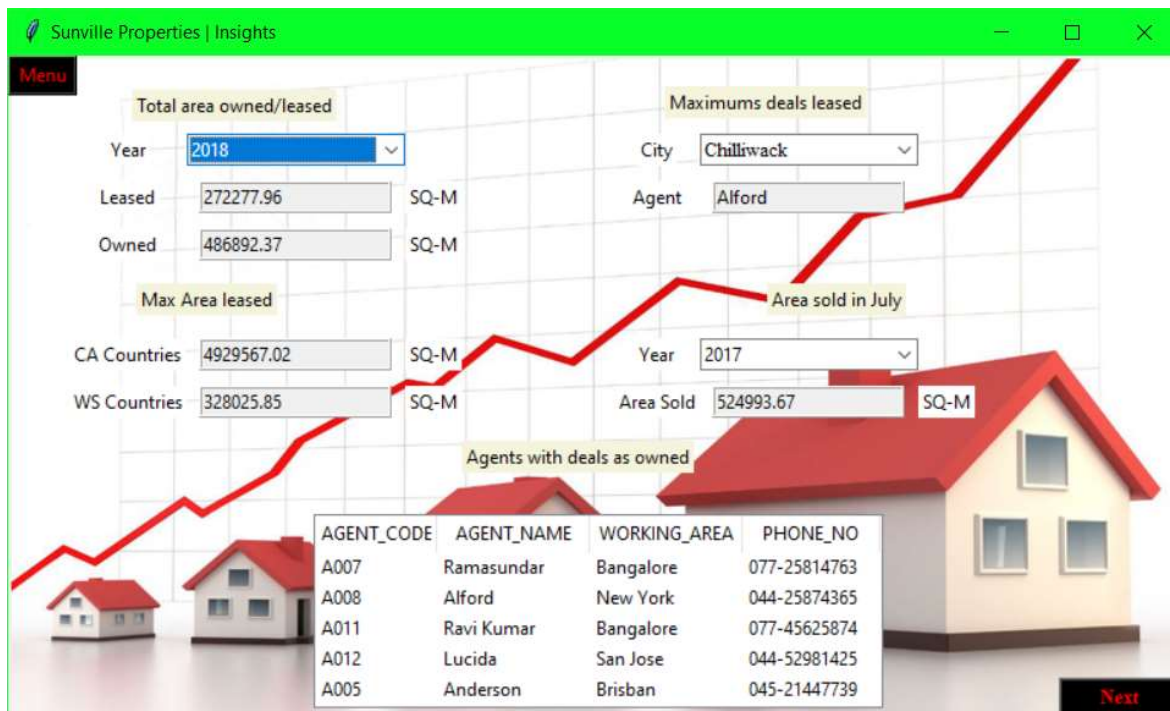 Sunville Properties | Insights
Menu
Total area owned/leased
Year 2018
Leased 272277.96 SQ-M
Owned 486892.37 SQ-M
Maximums deals leased
City Chilliwack
Agent Alford
Max Area leased
CA Countries 4929567.02 SQ-M
WS Countries 328025.85 SQ-M
Area sold in July
Year 2017
Area Sold 524993.67 SQ-M
Agents with deals as owned
AGENT_CODE AGENT_NAME WORKING_AREA PHONE_NO
A007 Ramasundar Bangalore 077-25814763
A008 Alford New York 044-25874365
A011 Ravi Kumar Bangalore 077-45625874
A012 Lucida San Jose 044-52981425
A005 Anderson Brisban 045-21447739
Next